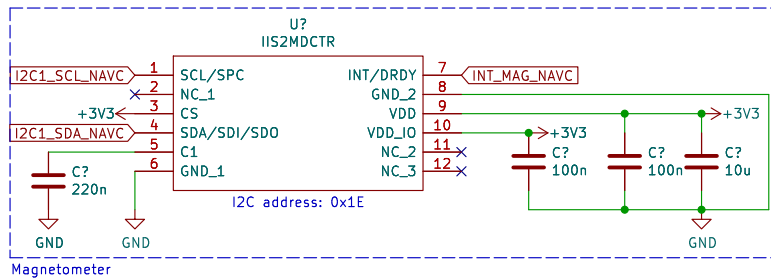 U?
IIS2MDCTR
I2C1_SCL_NAVC 1 SCL/SPC INT/DRDY 7 INT_MAG_NAVC
2 NC_1 GND_2 8
+3V3 3 CS VDD 9 +3V3
I2C1_SDA_NAVC 4 SDA/SDI/SDO VDD_IO 10 +3V3
5 C1 NC_2 11
6 GND_1 NC_3 12
C? 220n
C? 100n
C? 100n
C? 10u
I2C address: 0x1E
GND GND GND
Magnetometer